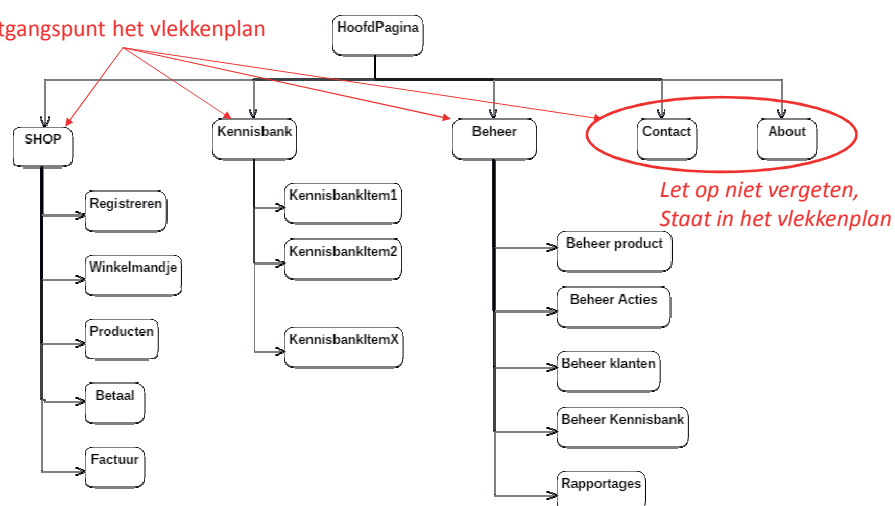 tgangspunt het vlekkenplan
HoofdPagina
SHOP
Kennisbank
Beheer
Contact
About
Let op niet vergeten,
Staat in het vlekkenplan
Registreren
Winkelmandje
Producten
Betaal
Factuur
KennisbankItem1
KennisbankItem2
KennisbankItemX
Beheer product
Beheer Acties
Beheer klanten
Beheer Kennisbank
Rapportages